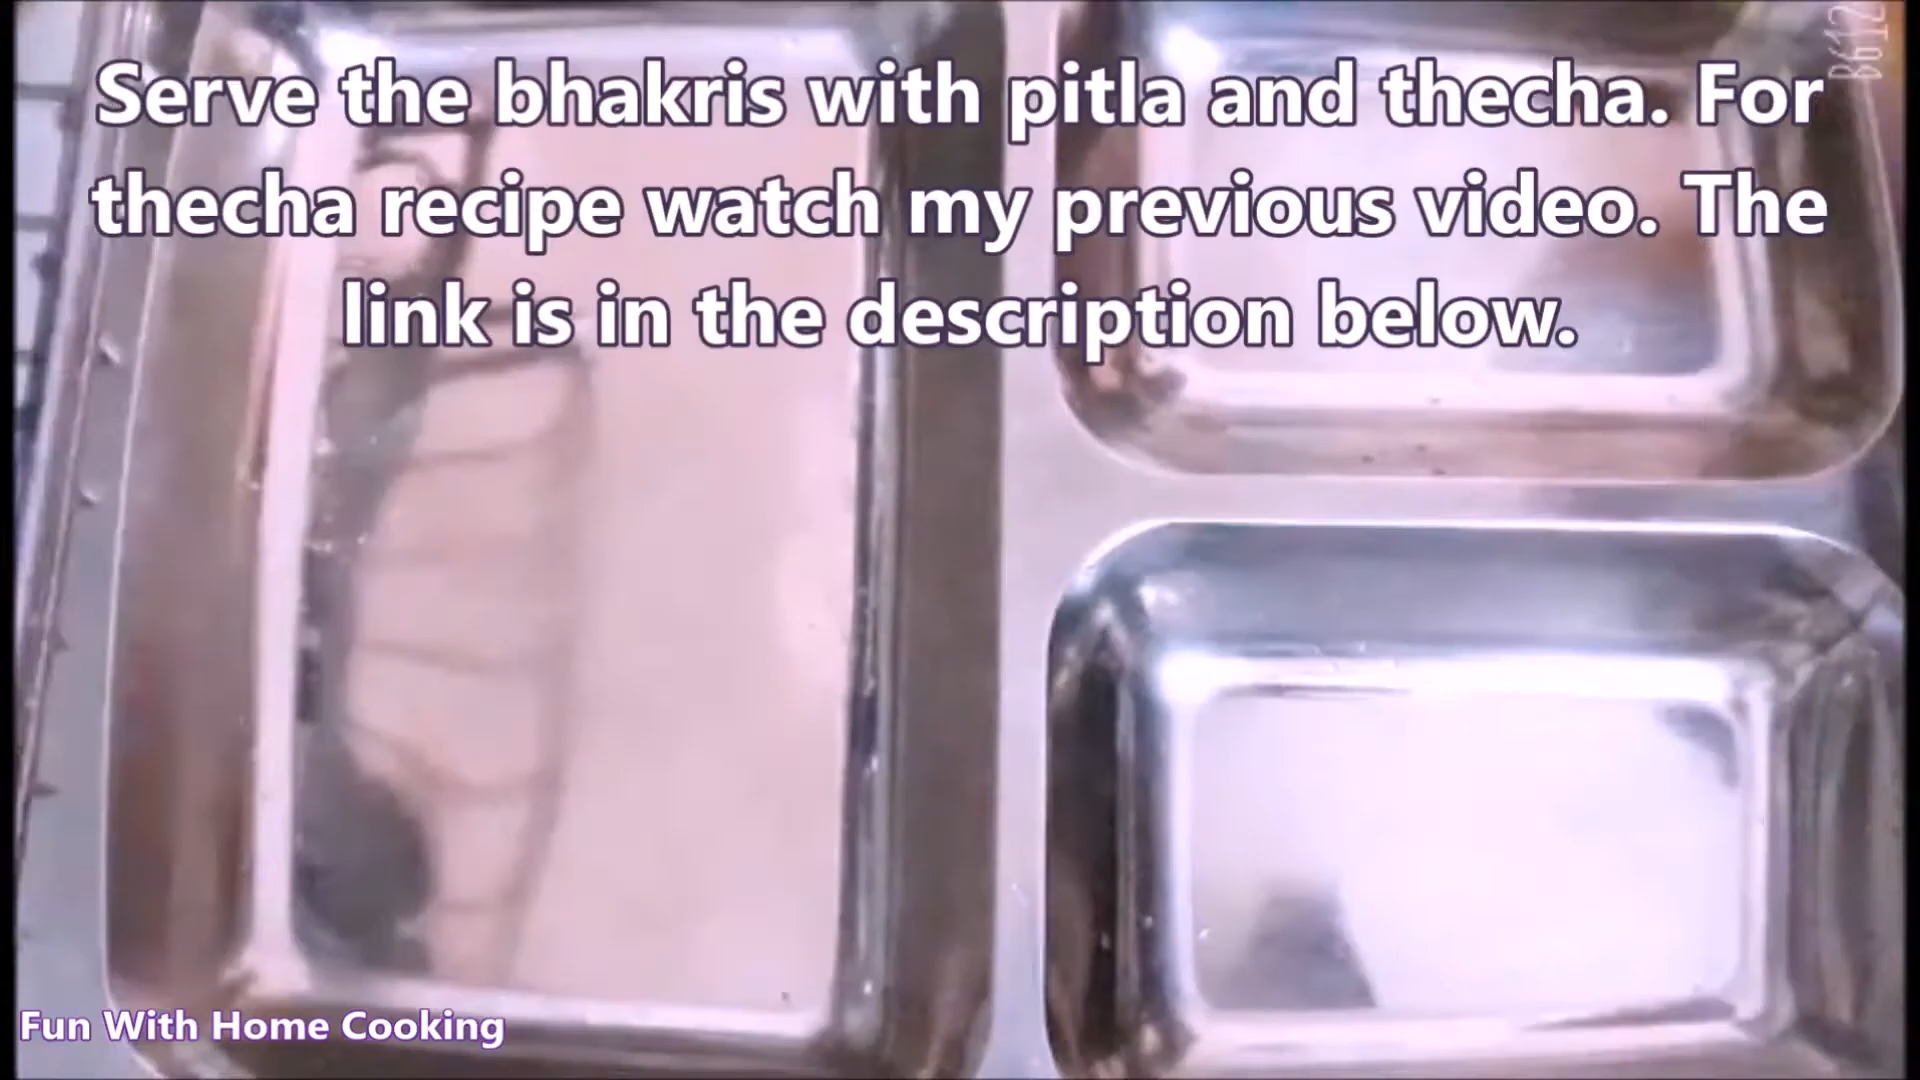 B612
Serve the bhakris with pitla and thecha. For
thecha recipe watch my previous video. The
link is in the description below.
Fun With Home Cooking